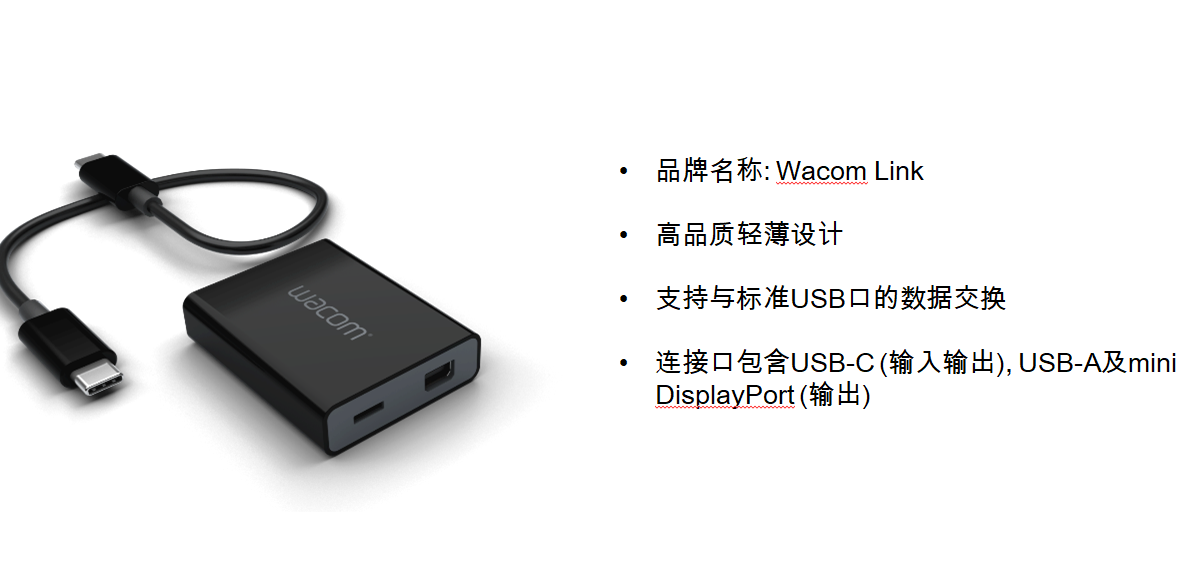 wacom
品牌名称: Wacom Link
高品质轻薄设计
支持与标准USB口的数据交换
连接口包含USB-C (输入输出), USB-A及mini
DisplayPort (输出)